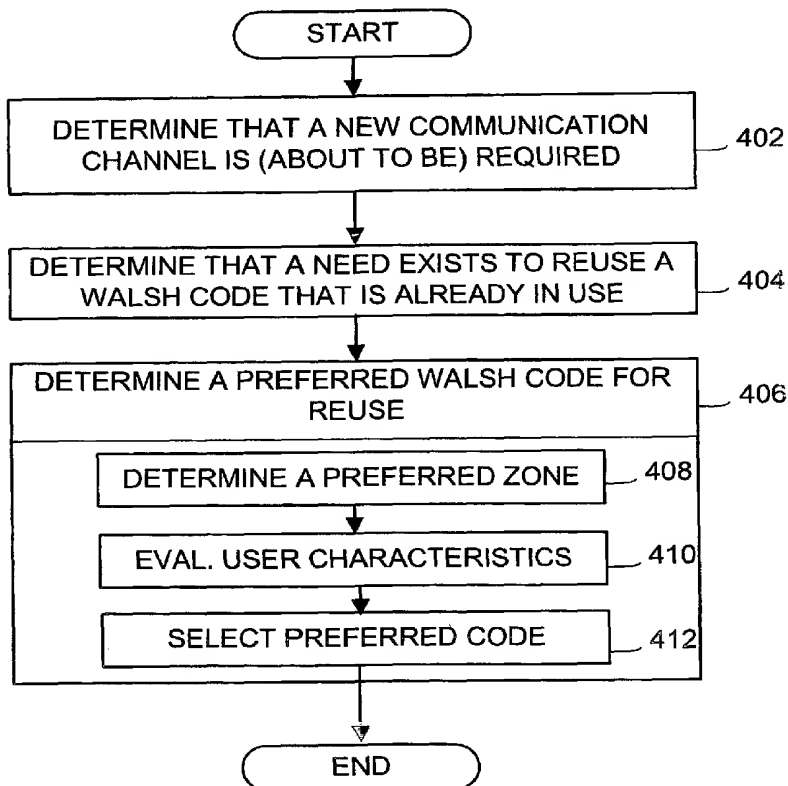 START
DETERMINE THAT A NEW COMMUNICATION
CHANNEL IS (ABOUT TO BE) REQUIRED
402
DETERMINE THAT A NEED EXISTS TO REUSE A
WALSH CODE THAT IS ALREADY IN USE
404
DETERMINE A PREFERRED WALSH CODE FOR
REUSE
406
DETERMINE A PREFERRED ZONE
408
EVAL. USER CHARACTERISTICS
410
SELECT PREFERRED CODE
412
END